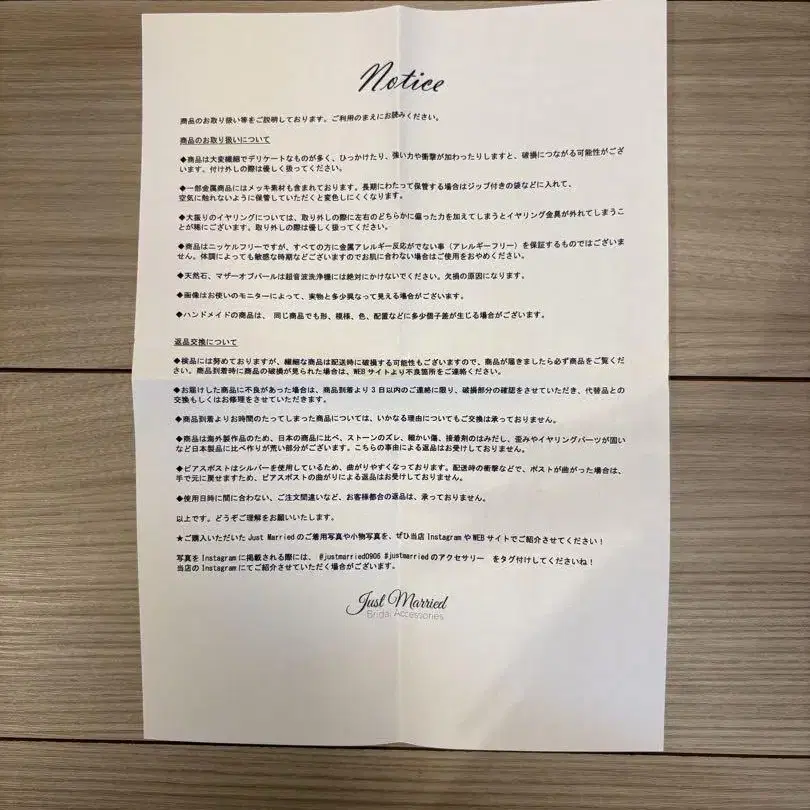 Notice
商品のお取り扱い等をご説明しております。ご利用のまえにお読みください。
商品のお取り扱いについて
◆商品は大変繊細でデリケートなものが多く、ひっかけたり、強い力や衝撃が加わったりしますと、破損につながる可能性がござ
います。付け外しの際は優しく扱ってください。
◆一部金属商品にはメッキ素材も含まれております。長期にわたって保管する場合はジップ付きの袋などに入れて、
空気に触れないように保管していただくと変色しにくくなります。
◆大振りのイヤリングについては、取り外しの際に左右のどちらかに偏った力を加えてしまうとイヤリング金具が外れてしまうこ
とが稀にございます。取り外しの際は優しく扱ってください。
◆商品はニッケルフリーですが、すべての方に金属アレルギー反応がでない事（アレルギーフリー）を保証するものではございま
せん。体調によっても敏感な時期などございますのでお肌に合わない場合はご使用をおやめください。
◆天然石、マザーオブパールは超音波洗浄機には絶対にかけないでください。欠損の原因になります。
◆画像はお使いのモニターによって、実物と多少異なって見える場合がございます。
◆ハンドメイドの商品は、 同じ商品でも形、模様、色、配置などに多少個子差が生じる場合がございます。
返品交換について
◆検品には努めておりますが、繊細な商品は配送時に破損する可能性もございますので、商品が届きましたら必ず商品をご覧くだ
さい。商品到着時に商品の破損が見られた場合は、WEBサイトより不良箇所をご連絡ください。
◆お届けした商品に不良があった場合は、商品到着より3日以内のご連絡に限り、破損部分の確認をさせていただき、代替品との
交換もしくはお修理をさせていただきます。
◆商品到着よりお時間のたってしまった商品については、いかなる理由についてもご交換は承っておりません。
◆商品は海外製作品のため、日本の商品に比べ、ストーンのズレ、細かい傷、接着剤のはみだし、歪みやイヤリングパーツが固い
など日本製品に比べ作りが荒い部分がございます。こちらの事由による返品はお受けしておりません。
◆ピアスポストはシルバーを使用しているため、曲がりやすくなっております。配送時の衝撃などで、ポストが曲がった場合は、
手で元に戻せますため、ピアスポストの曲がりによる返品はお受けしておりません。
◆使用日時に間に合わない、ご注文間違いなど、お客様都合の返品は、承っておりません。
以上です。どうぞご理解をお願いいたします。
★ご購入いただいた Just Married のご着用写真や小物写真を、ぜひ当店 Instagram や WEB サイトでご紹介させてください！
写真を Instagram に掲載される際には、 @justmarried0906 #justmarried のアクセサリー をタグ付けしてくださいね！
当店の Instagram にてご紹介させていただく場合がございます。
Just Married
Bridal Accessories